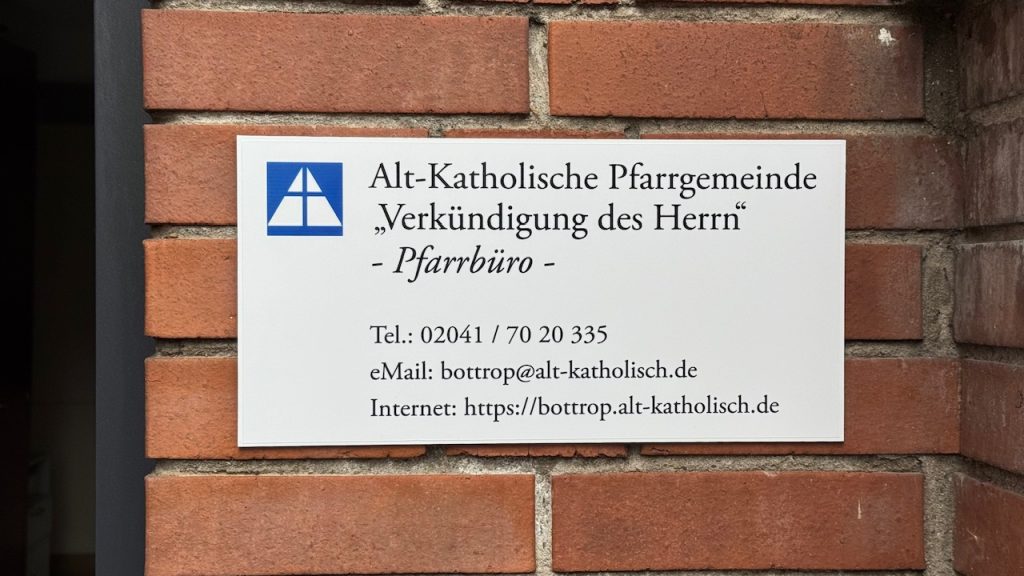 Alt-Katholische Pfarrgemeinde
„Verkündigung des Herrn“
- Pfarrbüro -
Tel.: 02041 / 70 20 335
eMail: bottrop@alt-katholisch.de
Internet: https://bottrop.alt-katholisch.de